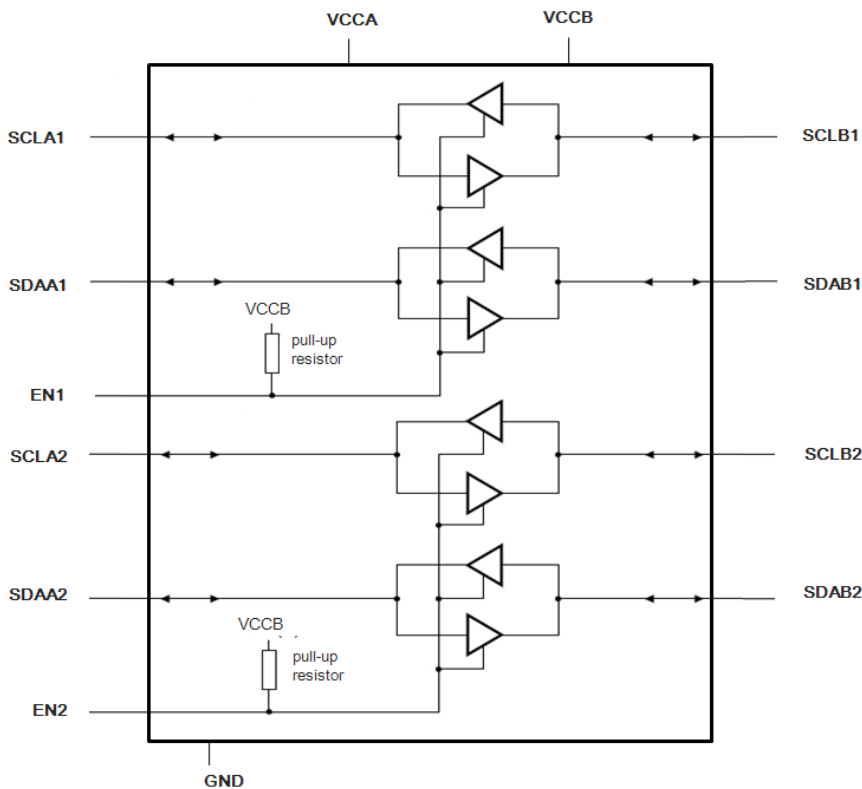 VCCA
VCCB
SCLA1
SCLB1
SDAA1
SDAB1
VCCB
pull-up
resistor
EN1
SCLA2
SCLB2
SDAA2
SDAB2
VCCB
pull-up
resistor
EN2
GND